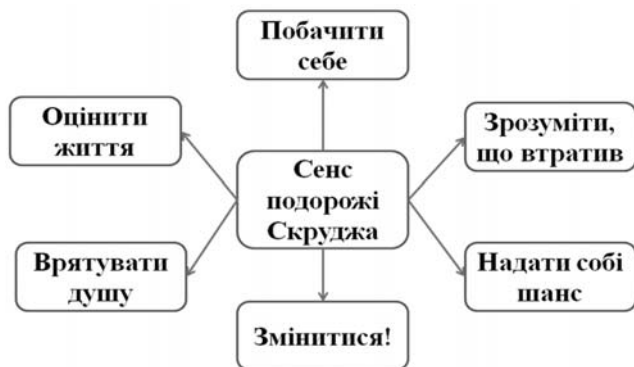 Побачити
себе
Оцінити
життя
Зрозуміти,
що втратив
Сенс
подорожі
Скруджа
Врятувати
душу
Надати собі
шанс
Змінитися!